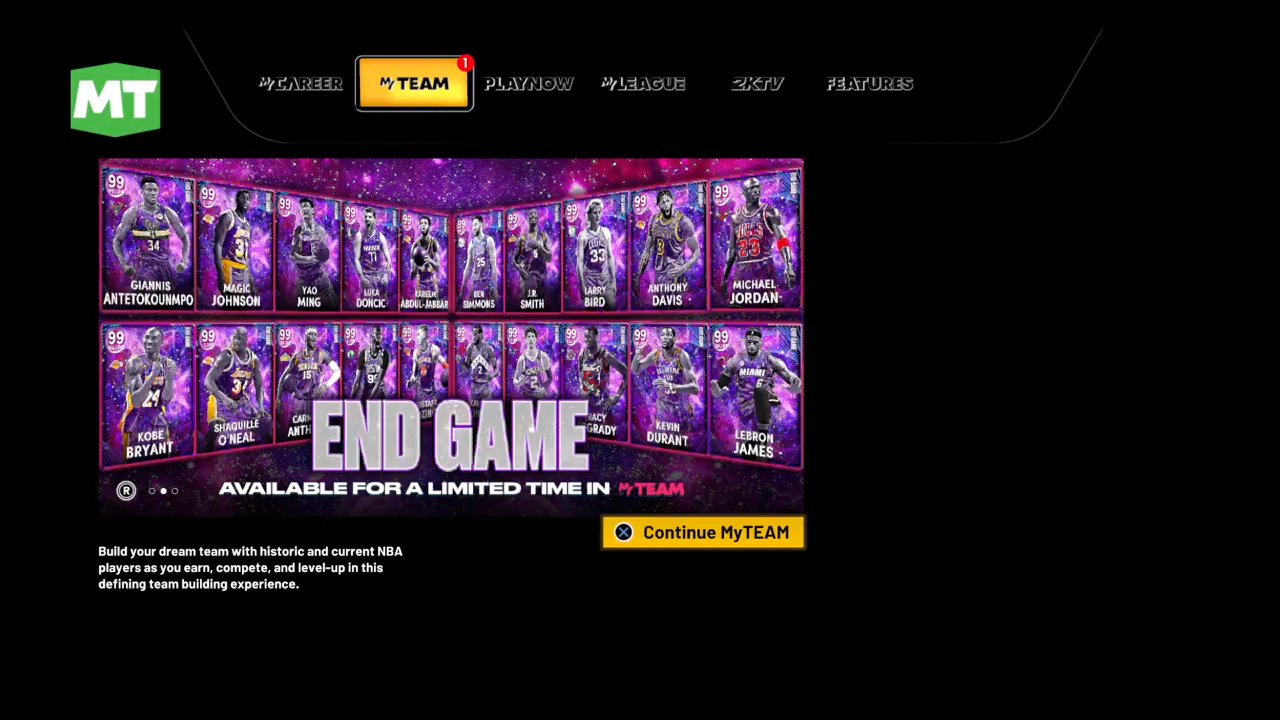 MT
MyCAREER
MyTEAM
1
PLAYNOW
MyLEAGUE
2KTV
FEATURES
99
GIANNIS
ANTETOKOUNMPO
99
MAGIC
JOHNSON
99
YAO
MING
99
LUKA
DONCIC
99
KAREEM
ABDUL-JABBAR
99
BEN
SIMMONS
99
J.R.
SMITH
99
LARRY
BIRD
99
ANTHONY
DAVIS
99
MICHAEL
JORDAN
99
KOBE
BRYANT
99
SHAQUILLE
O'NEAL
99
99
99
99
99
99
99
KEVIN
DURANT
99
LEBRON
JAMES
END GAME
R
AVAILABLE FOR A LIMITED TIME IN MyTEAM
Continue MyTEAM
Build your dream team with historic and current NBA
players as you earn, compete, and level-up in this
defining team building experience.